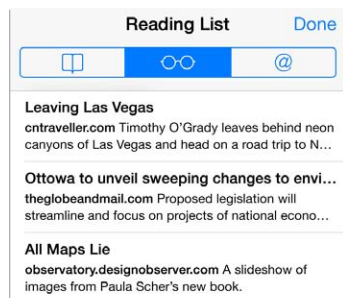 Reading List Done
@
Leaving Las Vegas
cntraveller.com Timothy O'Grady leaves behind neon
canyons of Las Vegas and head on a road trip to N...
Ottowa to unveil sweeping changes to envi...
theglobeandmail.com Proposed legislation will
streamline and focus on projects of national econo...
All Maps Lie
observatory.designobserver.com A slideshow of
images from Paula Scher's new book.